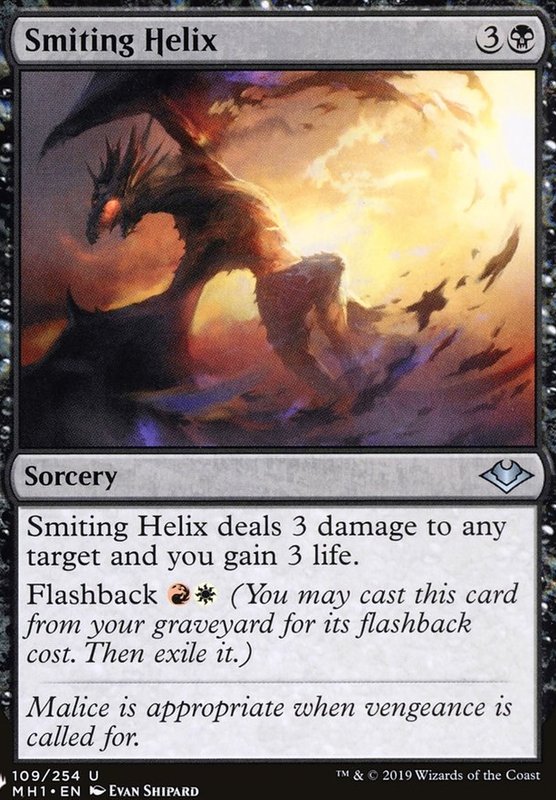 Smiting Helix 3
Sorcery
Smiting Helix deals 3 damage to any
target and you gain 3 life.
Flashback (You may cast this card
from your graveyard for its flashback
cost. Then exile it.)
Malice is appropriate when vengeance is
called for.
109/254 U ™ & © 2019 Wizards of the Coast
MH1 • EN Evan Shipard